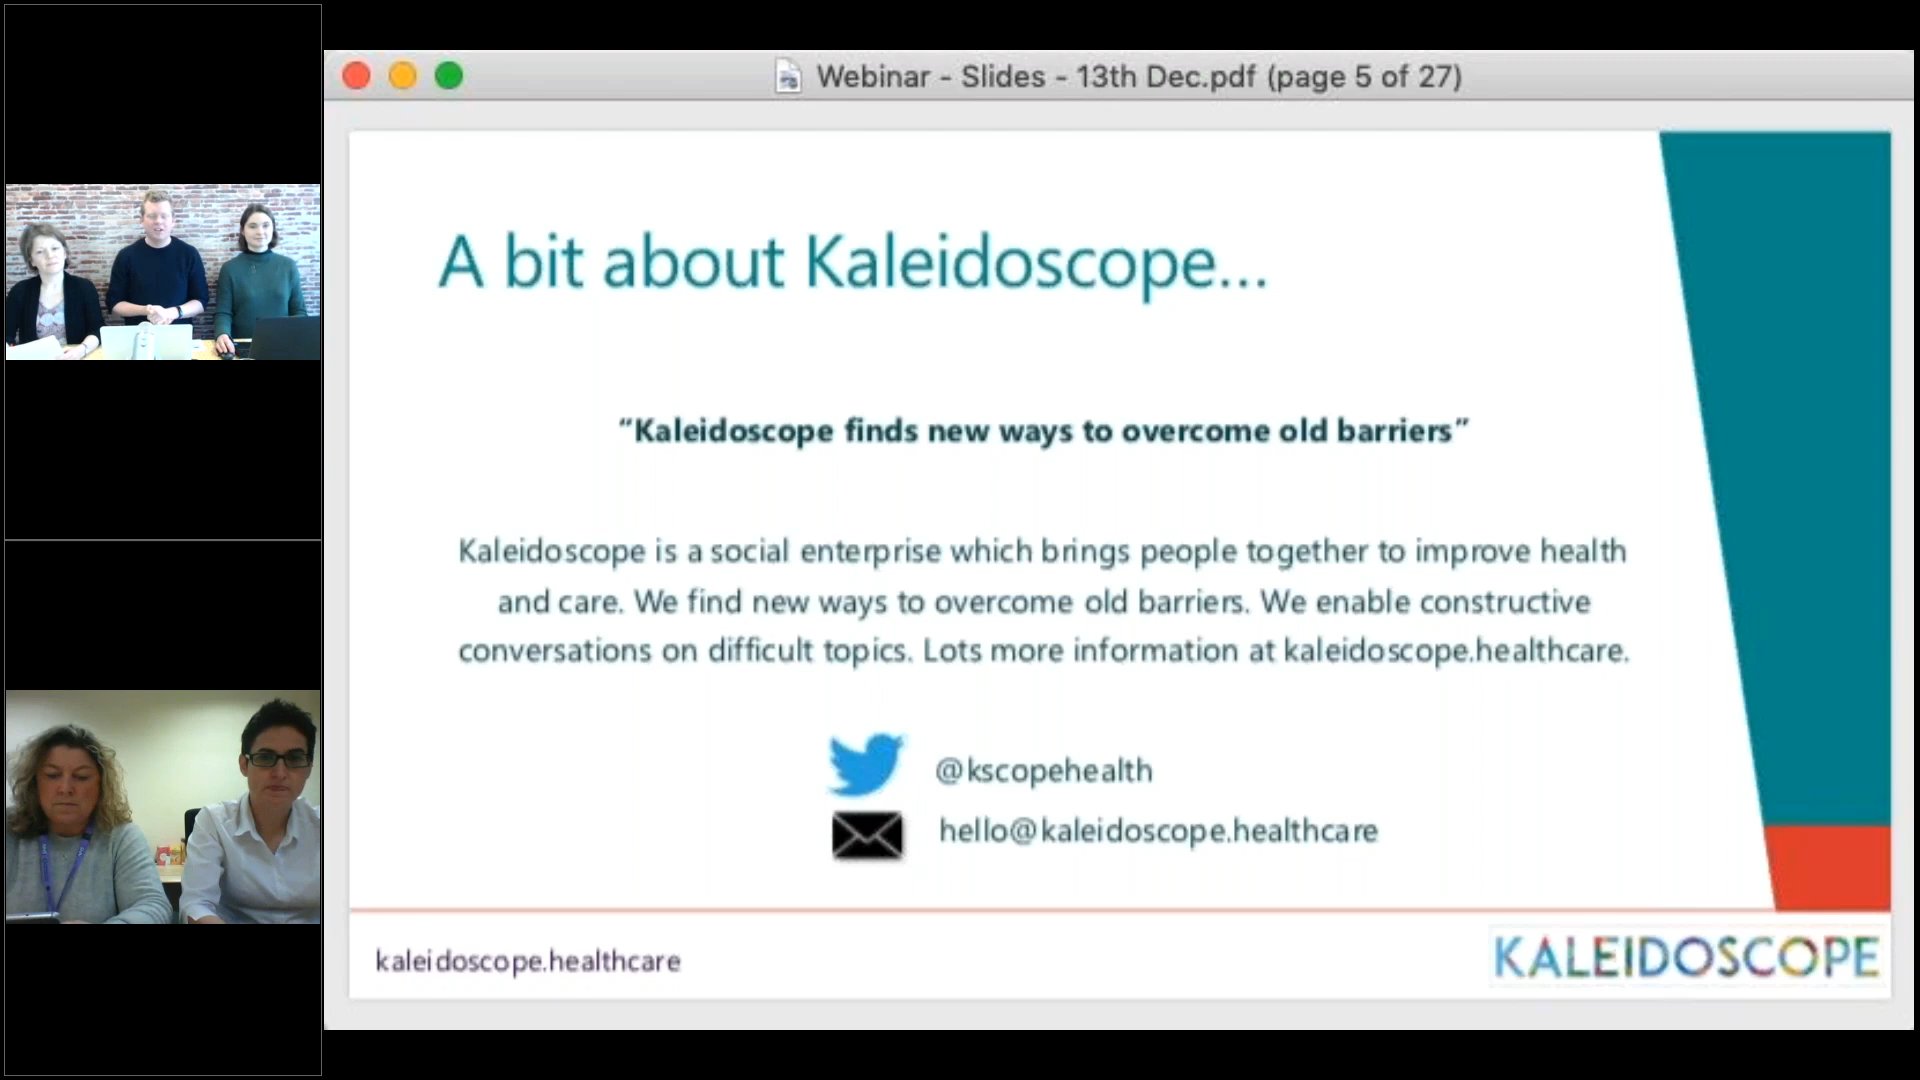 Webinar - Slides - 13th Dec.pdf (page 5 of 27)
A bit about Kaleidoscope...
“Kaleidoscope finds new ways to overcome old barriers”
Kaleidoscope is a social enterprise which brings people together to improve health
and care. We find new ways to overcome old barriers. We enable constructive
conversations on difficult topics. Lots more information at kaleidoscope.healthcare.
@kscopehealth
hello@kaleidoscope.healthcare
kaleidoscope.healthcare
KALEIDOSCOPE